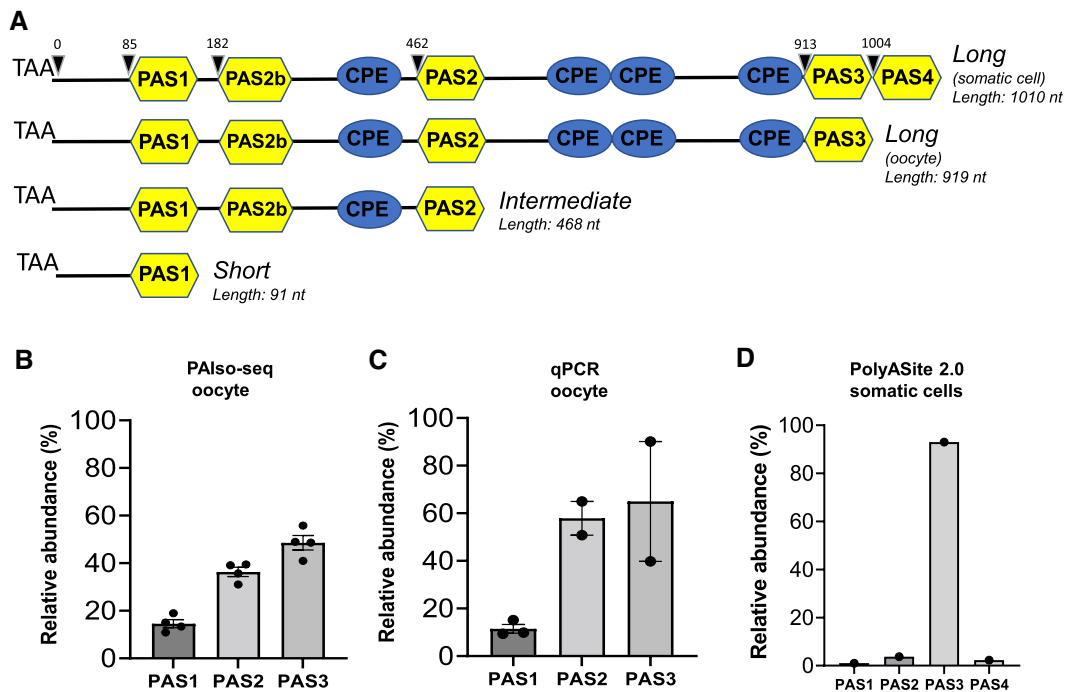 A
0 85 182 462 913 1004
TAA PAS1 PAS2b CPE PAS2 CPE CPE CPE PAS3 PAS4 Long
(somatic cell)
Length: 1010 nt
TAA PAS1 PAS2b CPE PAS2 CPE CPE CPE PAS3 Long
(oocyte)
Length: 919 nt
TAA PAS1 PAS2b CPE PAS2 Intermediate
Length: 468 nt
TAA PAS1 Short
Length: 91 nt
B
PAIso-seq
oocyte
Relative abundance (%)
100
80
60
40
20
0
PAS1 PAS2 PAS3
C
qPCR
oocyte
Relative abundance (%)
100
80
60
40
20
0
PAS1 PAS2 PAS3
D
PolyASite 2.0
somatic cells
Relative abundance (%)
100
80
60
40
20
0
PAS1 PAS2 PAS3 PAS4